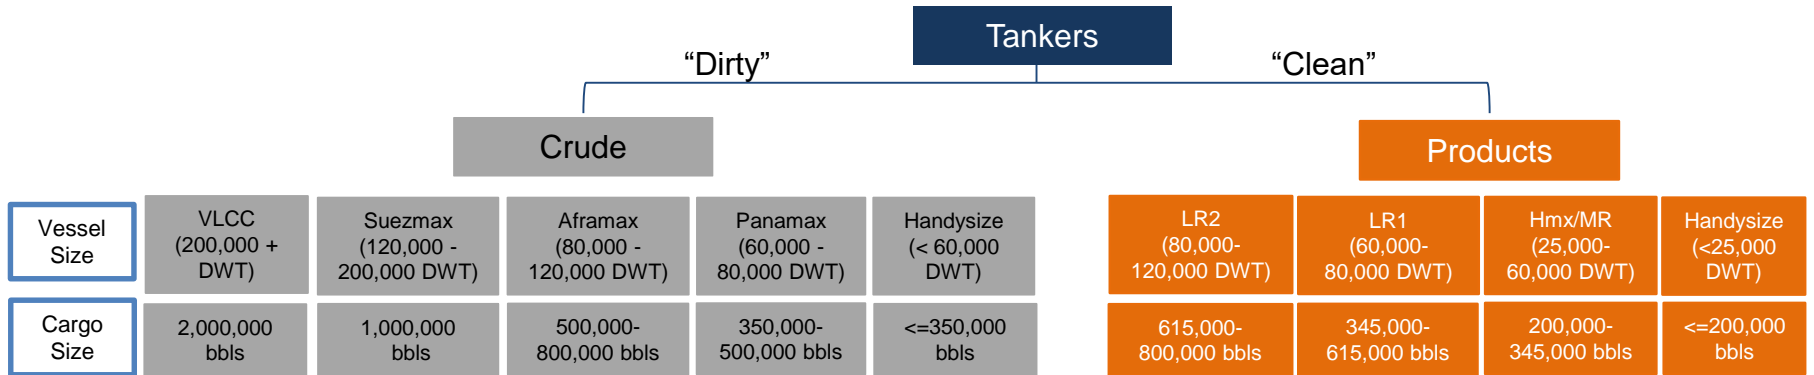 Tankers
“Dirty”
“Clean”
Crude
Products
Vessel
Size
VLCC
(200,000 +
DWT)
Suezmax
(120,000 -
200,000 DWT)
Aframax
(80,000 -
120,000 DWT)
Panamax
(60,000 -
80,000 DWT)
Handysize
(< 60,000
DWT)
LR2
(80,000-
120,000 DWT)
LR1
(60,000-
80,000 DWT)
Hmx/MR
(25,000-
60,000 DWT)
Handysize
(<25,000
DWT)
Cargo
Size
2,000,000
bbls
1,000,000
bbls
500,000-
800,000 bbls
350,000-
500,000 bbls
<=350,000
bbls
615,000-
800,000 bbls
345,000-
615,000 bbls
200,000-
345,000 bbls
<=200,000
bbls